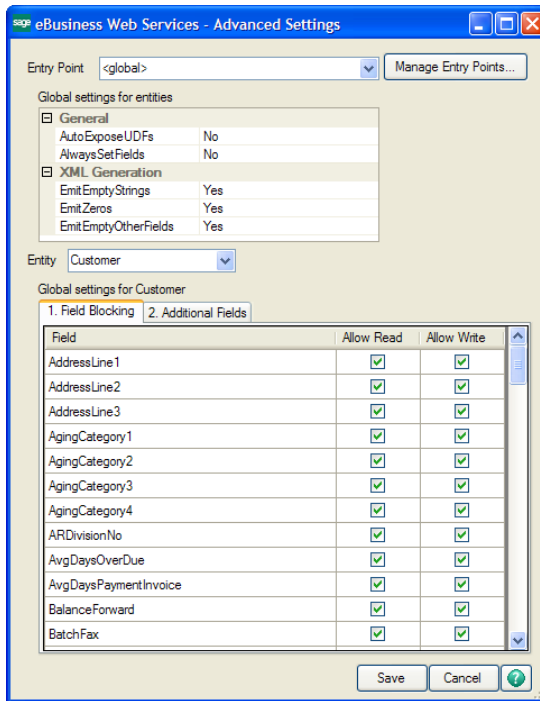 sage eBusiness Web Services - Advanced Settings
Entry Point <global> Manage Entry Points...
Global settings for entities
General
AutoExposeUDFs No
AlwaysSetFields No
XML Generation
EmitEmptyStrings Yes
EmitZeros Yes
EmitEmptyOtherFields Yes
Entity Customer
Global settings for Customer
1. Field Blocking 2. Additional Fields
Field Allow Read Allow Write
AddressLine1
AddressLine2
AddressLine3
AgingCategory1
AgingCategory2
AgingCategory3
AgingCategory4
ARDivisionNo
AvgDaysOverDue
AvgDaysPaymentInvoice
BalanceForward
BatchFax
Save Cancel ?